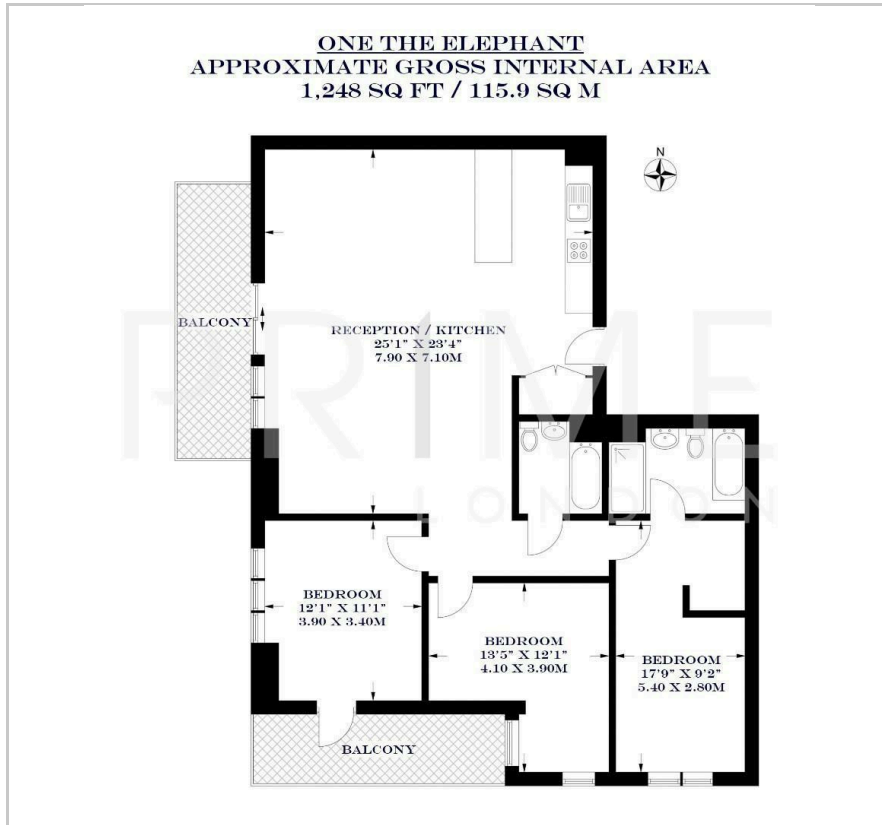 ONE THE ELEPHANT
APPROXIMATE GROSS INTERNAL AREA
1,248 SQ FT / 115.9 SQ M
N
BALCONY
RECEPTION / KITCHEN
25'1" X 23'4"
7.90 X 7.10M
PRIME
LONDON
BEDROOM
12'1" X 11'1"
3.90 X 3.40M
BEDROOM
13'5" X 12'1"
4.10 X 3.90M
BEDROOM
17'9" X 9'2"
5.40 X 2.80M
BALCONY